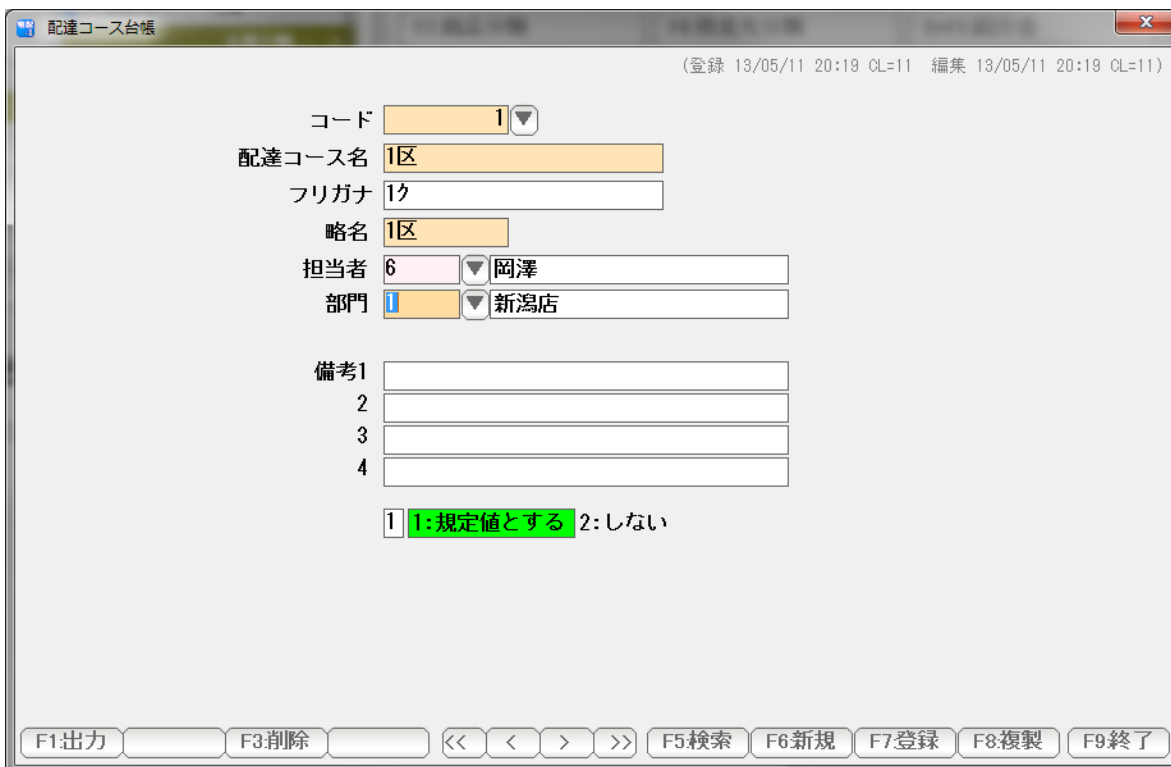 配達コース台帳
(登録 13/05/11 20:19 CL=11 編集 13/05/11 20:19 CL=11)
コード 1
配達コース名 1区
フリガナ 1ク
略名 1区
担当者 6 岡澤
部門 1 新潟店
備考1
2
3
4
1 1:規定値とする 2:しない
F1:出力 F3:削除 << < > >> F5:検索 F6:新規 F7:登録 F8:複製 F9:終了